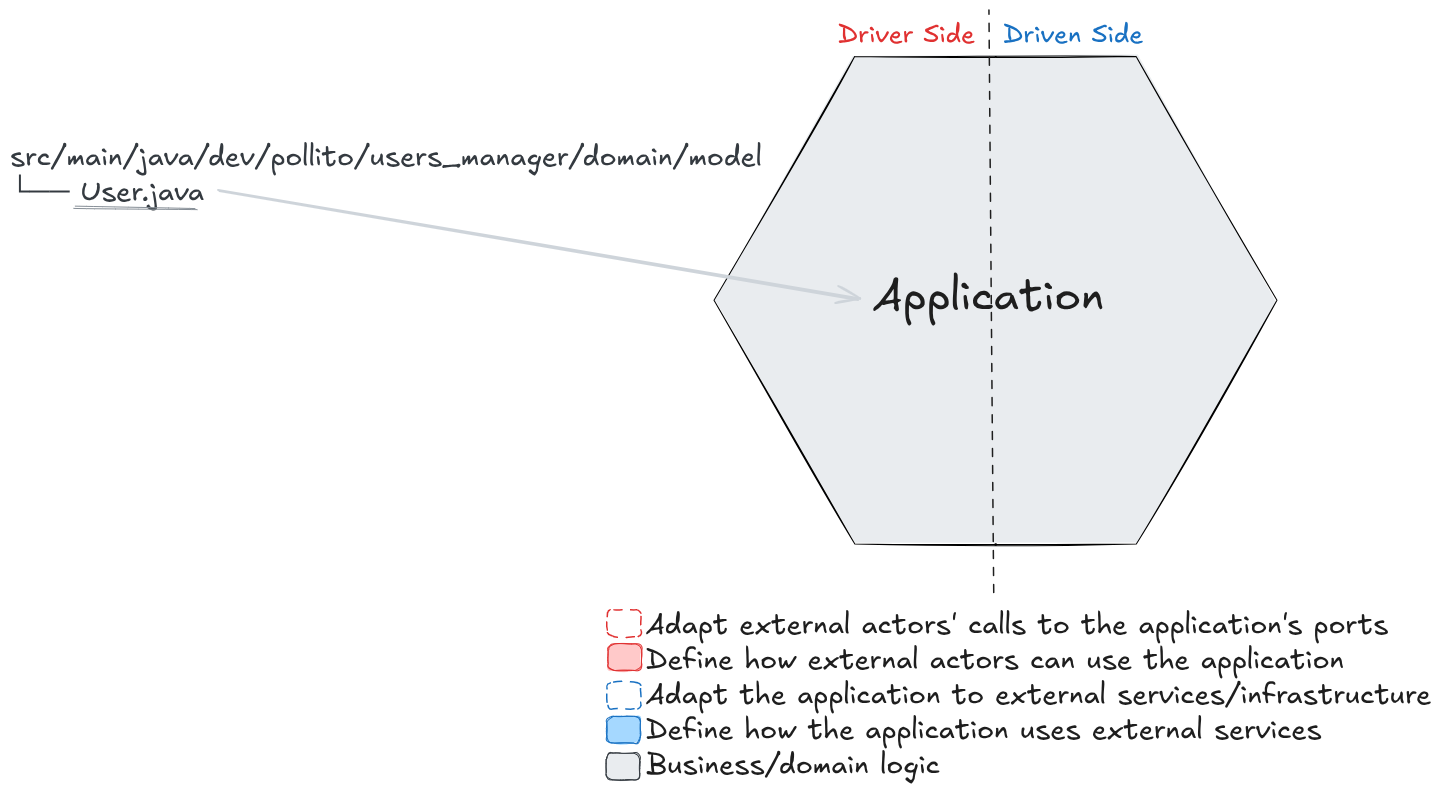 Driver Side
Driven Side
src/main/java/dev/pollito/users_manager/domain/model
User.java
Application
Adapt external actors' calls to the application's ports
Define how external actors can use the application
Adapt the application to external services/infrastructure
Define how the application uses external services
Business/domain logic